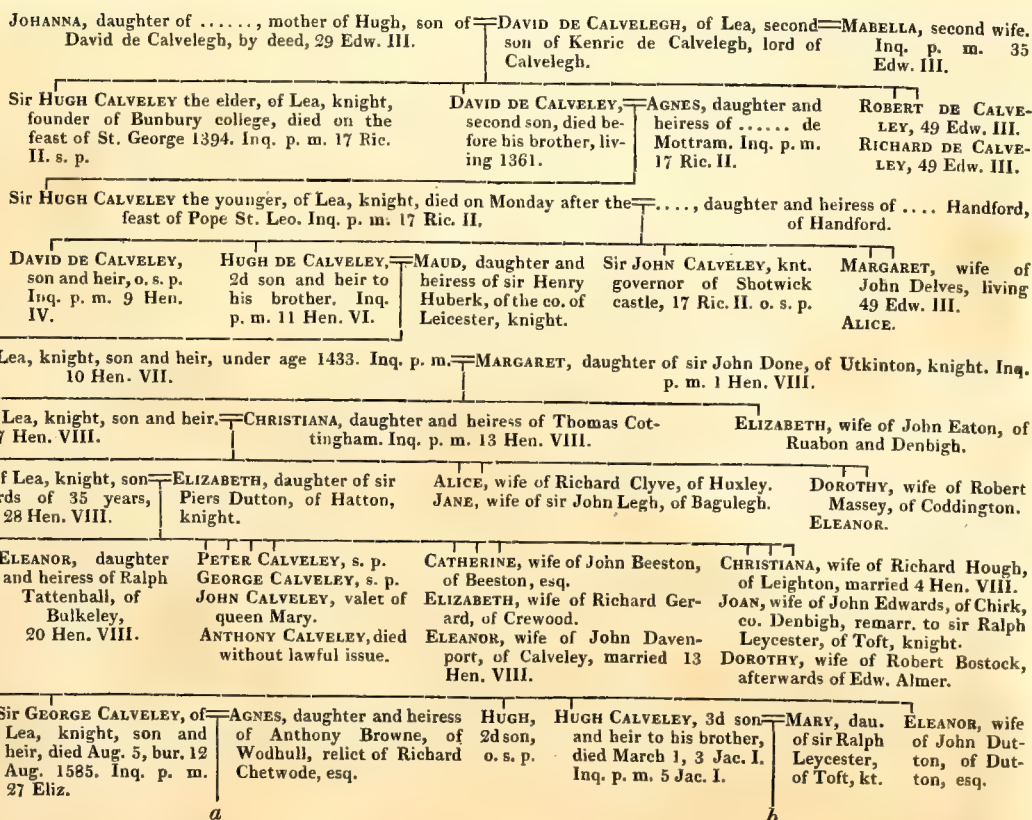 JOHANNA, daughter of ......, mother of Hugh, son of
David de Calvelegh, by deed, 29 Edw. III.
DAVID DE CALVELEGH, of Lea, second
son of Kenric de Calvelegh, lord of
Calvelegh.
MABELLA, second wife.
Inq. p. m. 35
Edw. III.
Sir HUGH CALVELEY the elder, of Lea, knight,
founder of Bunbury college, died on the
feast of St. George 1394. Inq. p. m. 17 Ric.
II. s. p.
DAVID DE CALVELEY,
second son, died be-
fore his brother, liv-
ing 1361.
AGNES, daughter and
heiress of ...... de
Mottram. Inq. p. m.
17 Ric. II.
ROBERT DE CALVE-
LEY, 49 Edw. III.
RICHARD DE CALVE-
LEY, 49 Edw. III.
Sir HUGH CALVELEY the younger, of Lea, knight, died on Monday after the
feast of Pope St. Leo. Inq. p. m. 17 Ric. II.
...., daughter and heiress of .... Handford,
of Handford.
DAVID DE CALVELEY,
son and heir, o. s. p.
Inq. p. m. 9 Hen.
IV.
HUGH DE CALVELEY,
2d son and heir to
his brother. Inq.
p. m. 11 Hen. VI.
MAUD, daughter and
heiress of sir Henry
Huberk, of the co. of
Leicester, knight.
Sir JOHN CALVELEY, knt.
governor of Shotwick
castle, 17 Ric. II. o. s. p.
MARGARET, wife of
John Delves, living
49 Edw. III.
ALICE.
Lea, knight, son and heir, under age 1433. Inq. p. m.
10 Hen. VII.
MARGARET, daughter of sir John Done, of Utkinton, knight. Inq.
p. m. 1 Hen. VIII.
Lea, knight, son and heir.
7 Hen. VIII.
CHRISTIANA, daughter and heiress of Thomas Cot-
tingham. Inq. p. m. 13 Hen. VIII.
ELIZABETH, wife of John Eaton, of
Ruabon and Denbigh.
f Lea, knight, son
rds of 35 years,
28 Hen. VIII.
ELIZABETH, daughter of sir
Piers Dutton, of Hatton,
knight.
ALICE, wife of Richard Clyve, of Huxley.
JANE, wife of sir John Legh, of Bagulegh.
DOROTHY, wife of Robert
Massey, of Coddington.
ELEANOR.
ELEANOR, daughter
and heiress of Ralph
Tattenhall, of
Bulkeley,
20 Hen. VIII.
PETER CALVELEY, s. p.
GEORGE CALVELEY, s. p.
JOHN CALVELEY, valet of
queen Mary.
ANTHONY CALVELEY, died
without lawful issue.
CATHERINE, wife of John Beeston,
of Beeston, esq.
ELIZABETH, wife of Richard Ger-
ard, of Crewood.
ELEANOR, wife of John Daven-
port, of Calveley, married 13
Hen. VIII.
CHRISTIANA, wife of Richard Hough,
of Leighton, married 4 Hen. VIII.
JOAN, wife of John Edwards, of Chirk,
co. Denbigh, remarr. to sir Ralph
Leycester, of Toft, knight.
DOROTHY, wife of Robert Bostock,
afterwards of Edw. Almer.
Sir GEORGE CALVELEY, of
Lea, knight, son and
heir, died Aug. 5, bur. 12
Aug. 1585. Inq. p. m.
27 Eliz.
AGNES, daughter and heiress
of Anthony Browne, of
Wodhull, relict of Richard
Chetwode, esq.
HUGH,
2d son,
o. s. p.
HUGH CALVELEY, 3d son
and heir to his brother,
died March 1, 3 Jac. I.
Inq. p. m. 5 Jac. I.
MARY, dau.
of sir Ralph
Leycester,
of Toft, kt.
ELEANOR, wife
of John Dut-
ton, of Dut-
ton, esq.
a
b